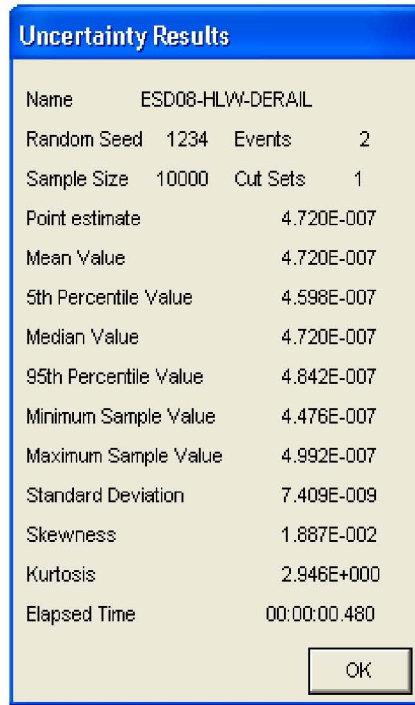 Uncertainty Results
Name ESD08-HLW-DERAIL
Random Seed 1234 Events 2
Sample Size 10000 Cut Sets 1
Point estimate 4.720E-007
Mean Value 4.720E-007
5th Percentile Value 4.598E-007
Median Value 4.720E-007
95th Percentile Value 4.842E-007
Minimum Sample Value 4.476E-007
Maximum Sample Value 4.992E-007
Standard Deviation 7.409E-009
Skewness 1.887E-002
Kurtosis 2.946E+000
Elapsed Time 00:00:00.480
OK